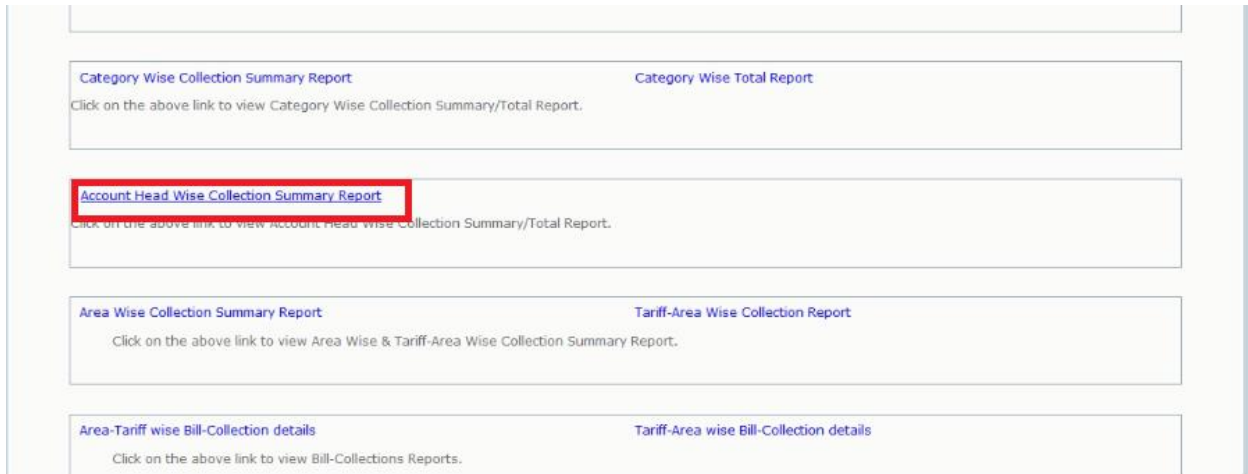 Category Wise Collection Summary Report Category Wise Total Report
Click on the above link to view Category Wise Collection Summary/Total Report.
Account Head Wise Collection Summary Report
Click on the above link to view Account Head Wise Collection Summary/Total Report.
Area Wise Collection Summary Report Tariff-Area Wise Collection Report
Click on the above link to view Area Wise & Tariff-Area Wise Collection Summary Report.
Area-Tariff wise Bill-Collection details Tariff-Area wise Bill-Collection details
Click on the above link to view Bill-Collections Reports.